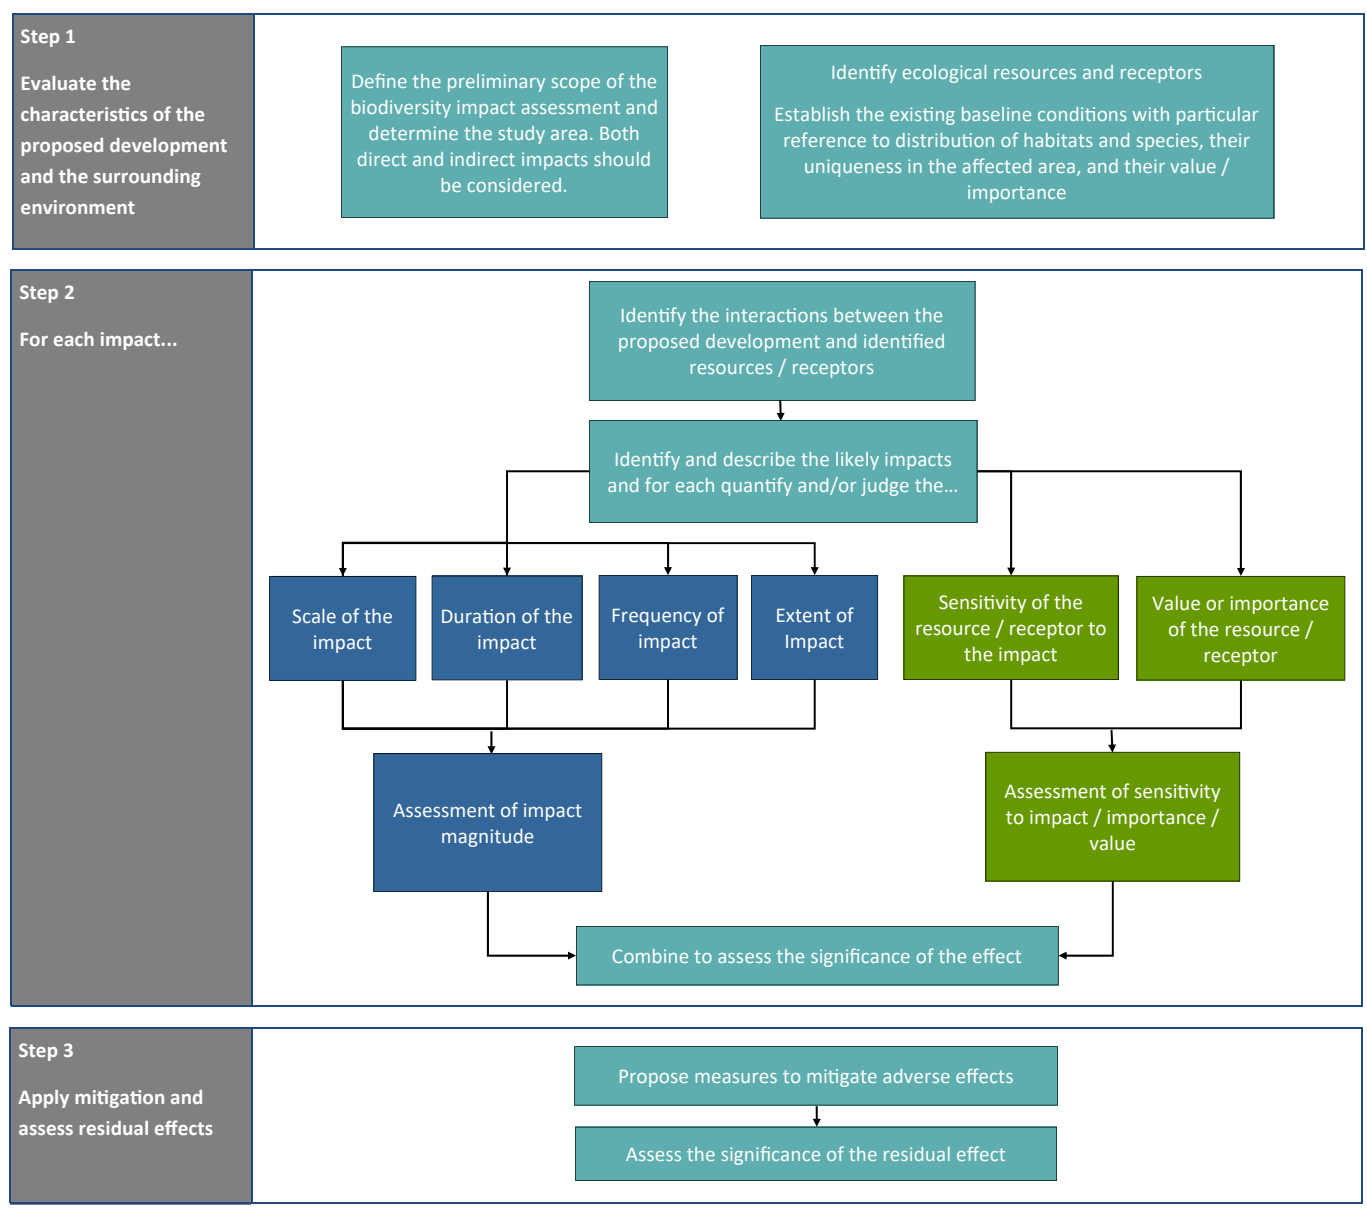 Step 1
Evaluate the
characteristics of the
proposed development
and the surrounding
environment
Define the preliminary scope of the
biodiversity impact assessment and
determine the study area. Both
direct and indirect impacts should
be considered.
Identify ecological resources and receptors
Establish the existing baseline conditions with particular
reference to distribution of habitats and species, their
uniqueness in the affected area, and their value /
importance
Step 2
For each impact...
Identify the interactions between the
proposed development and identified
resources / receptors
Identify and describe the likely impacts
and for each quantify and/or judge the…
Scale of the
impact
Duration of the
impact
Frequency of
impact
Extent of
Impact
Sensitivity of the
resource / receptor to
the impact
Value or importance
of the resource /
receptor
Assessment of impact
magnitude
Assessment of sensitivity
to impact / importance /
value
Combine to assess the significance of the effect
Step 3
Apply mitigation and
assess residual effects
Propose measures to mitigate adverse effects
Assess the significance of the residual effect